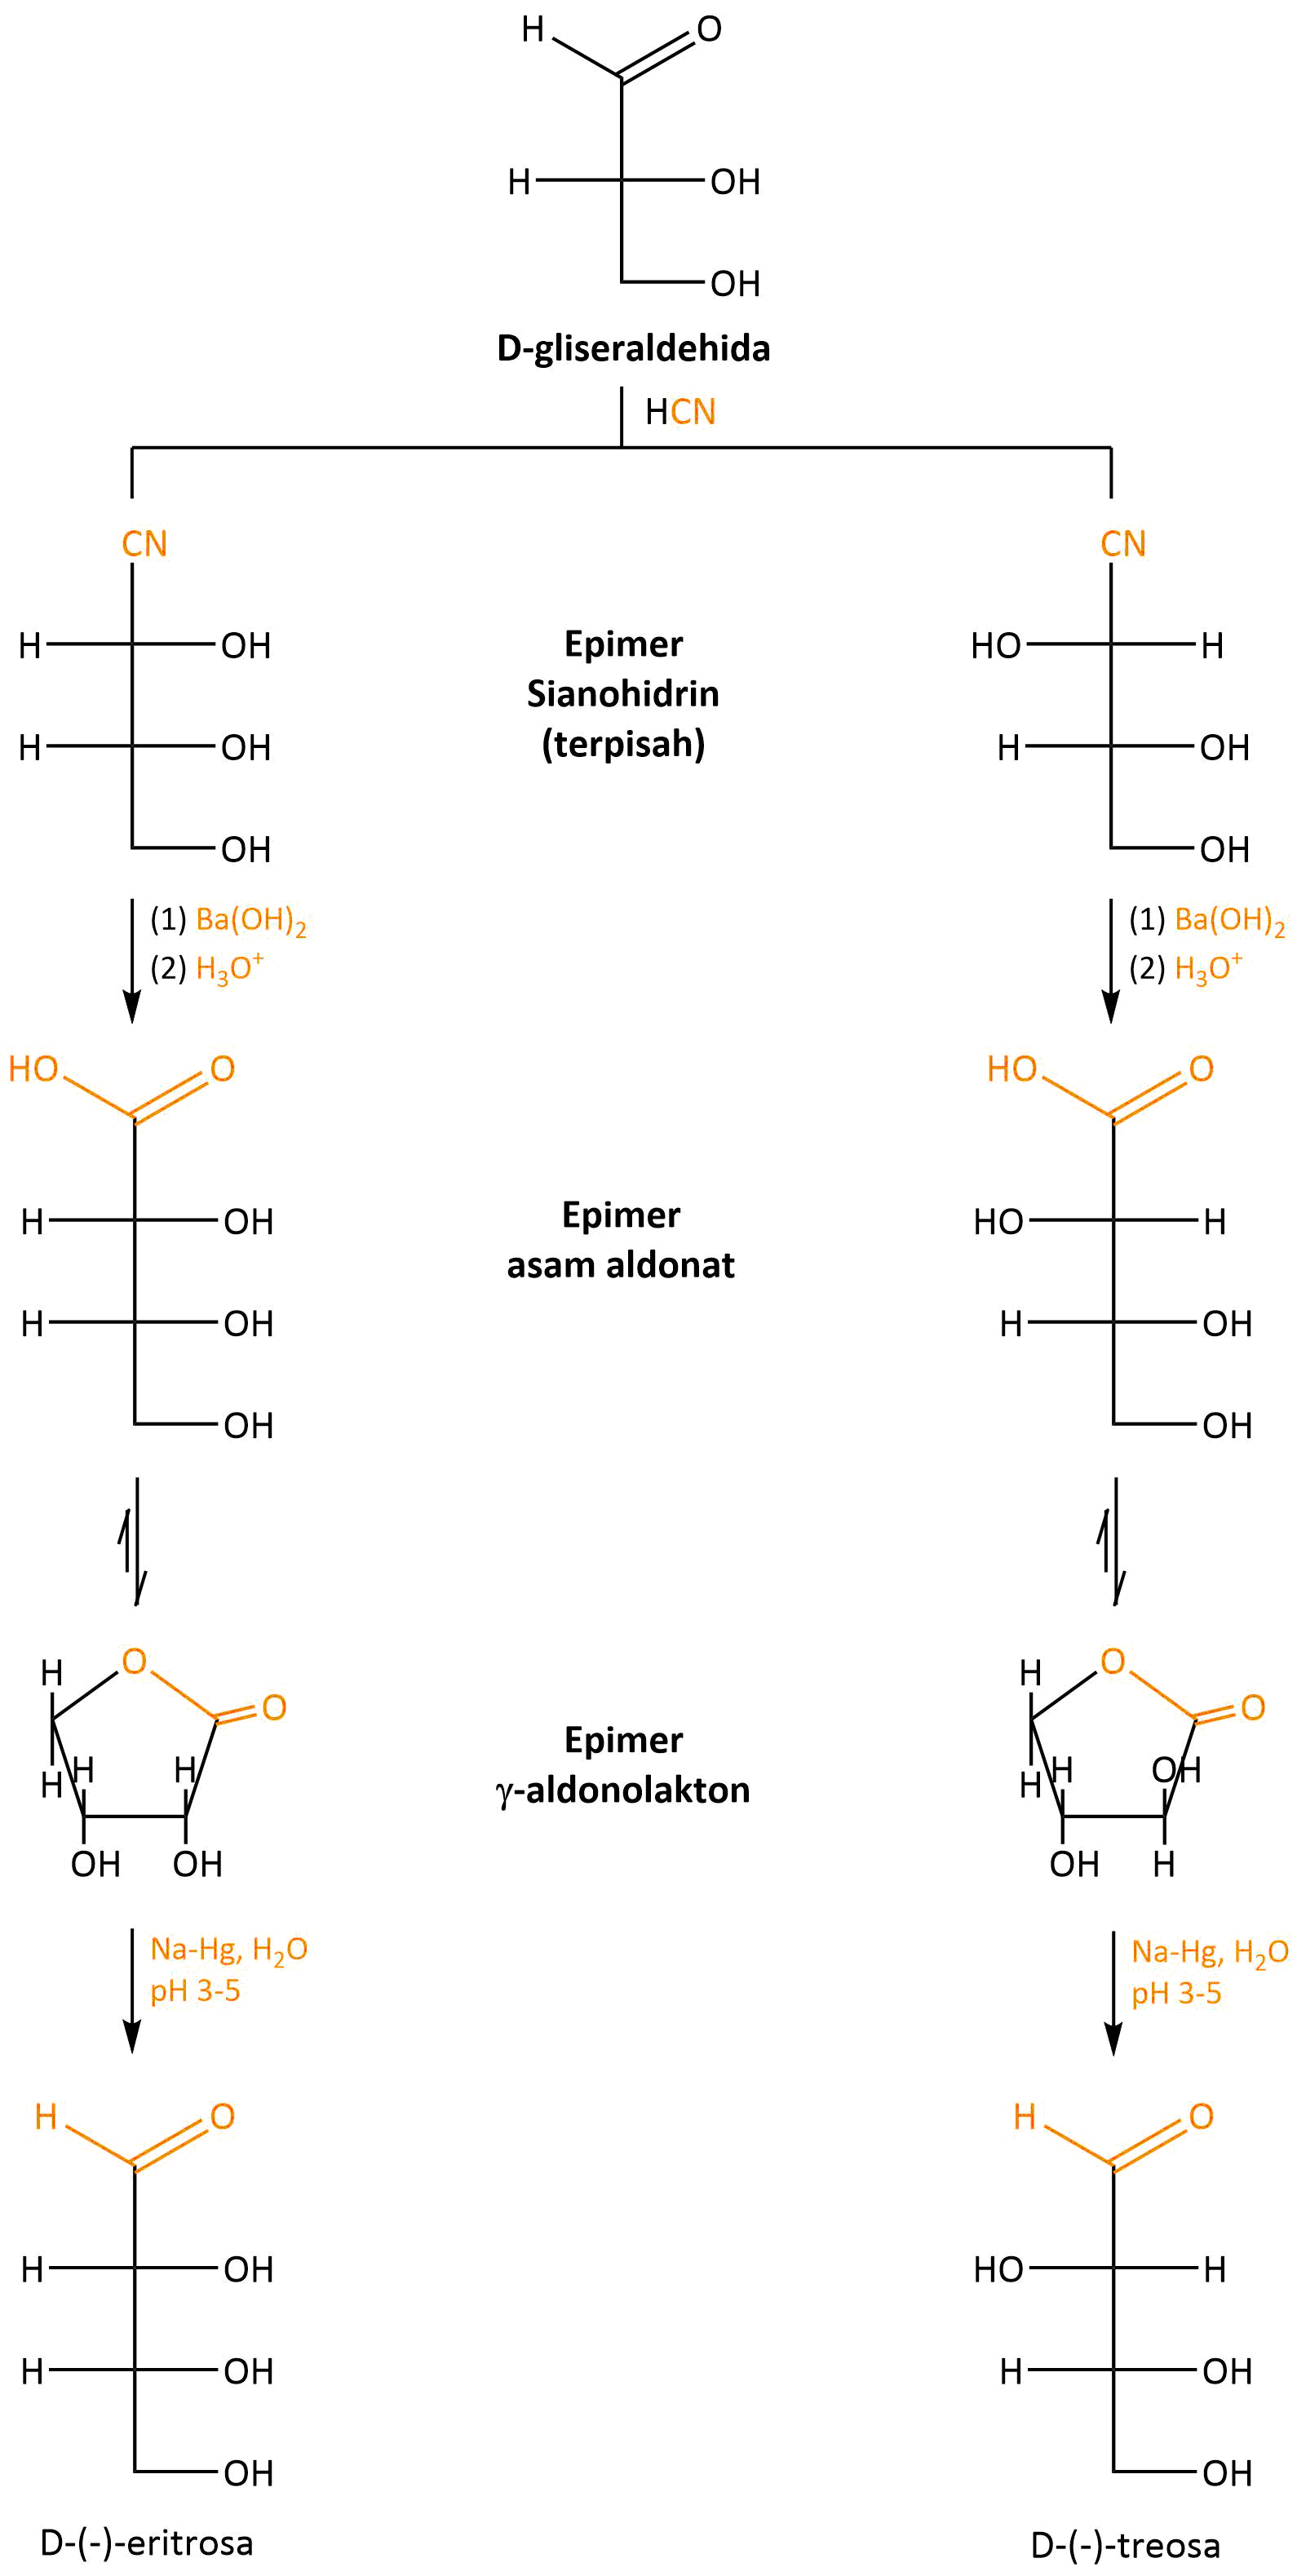 H O
H OH
OH
D-gliseraldehida
HCN
CN CN
H OH Epimer HO H
Sianohidrin
H OH (terpisah) H OH
OH OH
(1) Ba(OH)₂ (1) Ba(OH)₂
(2) H₃O⁺ (2) H₃O⁺
HO O HO O
H OH Epimer HO H
asam aldonat
H OH H OH
OH OH
O O
H O H O
Epimer
H H H H H OH
γ-aldonolakton
OH OH OH H
Na-Hg, H₂O Na-Hg, H₂O
pH 3-5 pH 3-5
H O H O
H OH HO H
H OH H OH
OH OH
D-(-)-eritrosa D-(-)-treosa